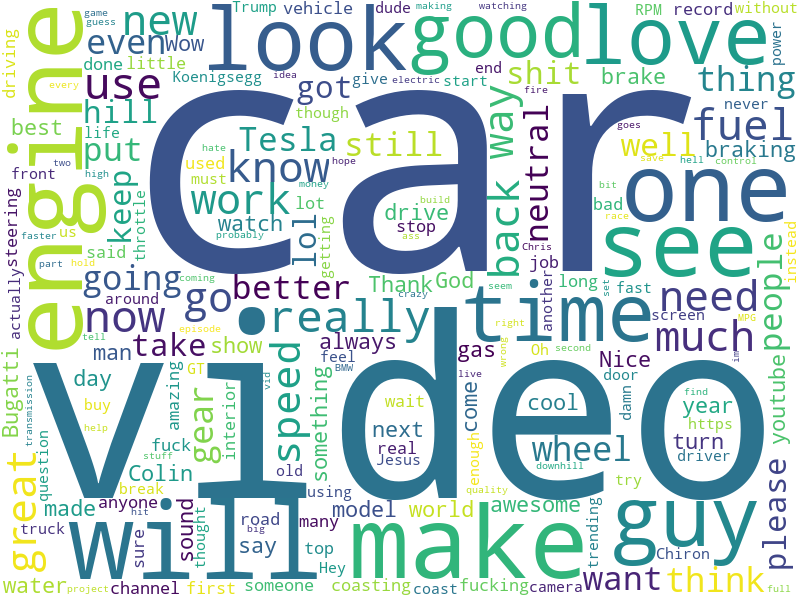 car
video
engine
look
good
love
will
make
time
see
one
guy
new
even
Wow
Trump
vehicle
dude
making
watching
RPM
record
without
game
guess
driving
done
little
Koenigsegg
idea
got
give
electric
start
end
shit
brake
thing
power
use
hill
best
life
every
two
high
put
keep
hate
used
must
money
though
Tesla
know
work
watch
hope
lol
lot
still
drive
stop
build
ass
probably
crazy
getting
back way
neutral
fire
goes
never
fuel
well
braking
save
hell
control
bit
bad
race
instead
front
us
said
throttle
actually
steering
faster
part
hold
tell
coming
going
around
go
better
Thank
God
seem
Chris
job
another
long
set
fast
need
much
people
screen
MPG
now
episode
man
take
show
really
always
feel
gas
right
wrong
Oh
second
im
Nice
door
damn
youtube
Bugatti
transmission
day
buy
GT
amazing
vid
BMW
speed
something
wait
next
real
Jesus
live
come
enough
cool
wheel
downhill
find
year
https
turn
driver
try
please
great
question
help
fuck
stuff
Colin
gear
interior
old
using
model
world
quality
awesome
trending
Chiron
made
anyone
break
truck
hit
sure
sound
thought
road
big
say
many
top
Hey
want
think
water
project
channel
first
someone
coasting
coast
fucking
camera
full